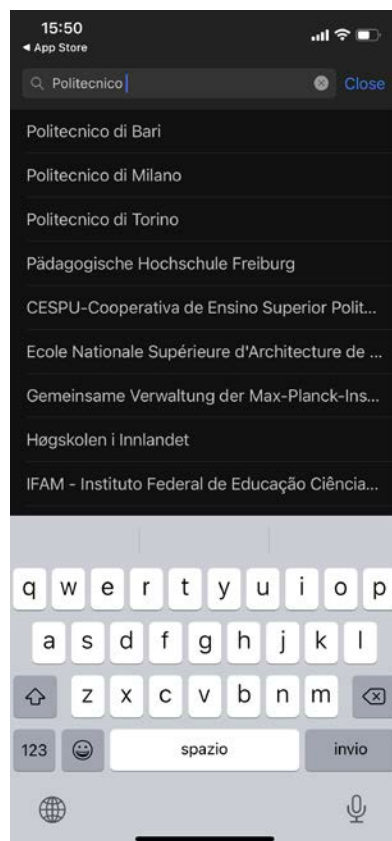 15:50
◀ App Store
Politecnico
Close
Politecnico di Bari
Politecnico di Milano
Politecnico di Torino
Pädagogische Hochschule Freiburg
CESPU-Cooperativa de Ensino Superior Polit...
Ecole Nationale Supérieure d'Architecture de ...
Gemeinsame Verwaltung der Max-Planck-Ins...
Høgskolen i Innlandet
IFAM - Instituto Federal de Educação Ciência...
q w e r t y u i o p
a s d f g h j k l
z x c v b n m
123 spazio invio